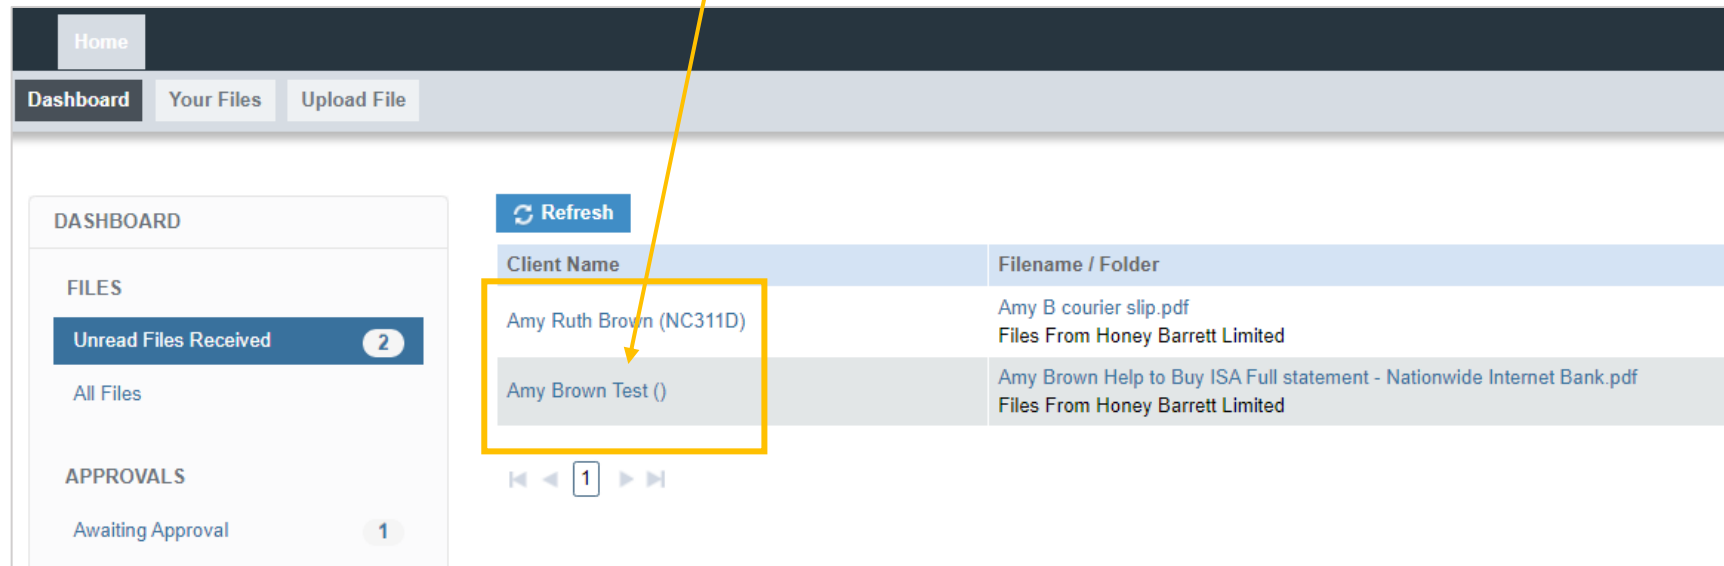 Home
Dashboard Your Files Upload File
DASHBOARD
FILES
Unread Files Received 2
All Files
APPROVALS
Awaiting Approval 1
Refresh
Client Name Filename / Folder
Amy Ruth Brown (NC311D) Amy B courier slip.pdf
Files From Honey Barrett Limited
Amy Brown Test () Amy Brown Help to Buy ISA Full statement - Nationwide Internet Bank.pdf
Files From Honey Barrett Limited
1